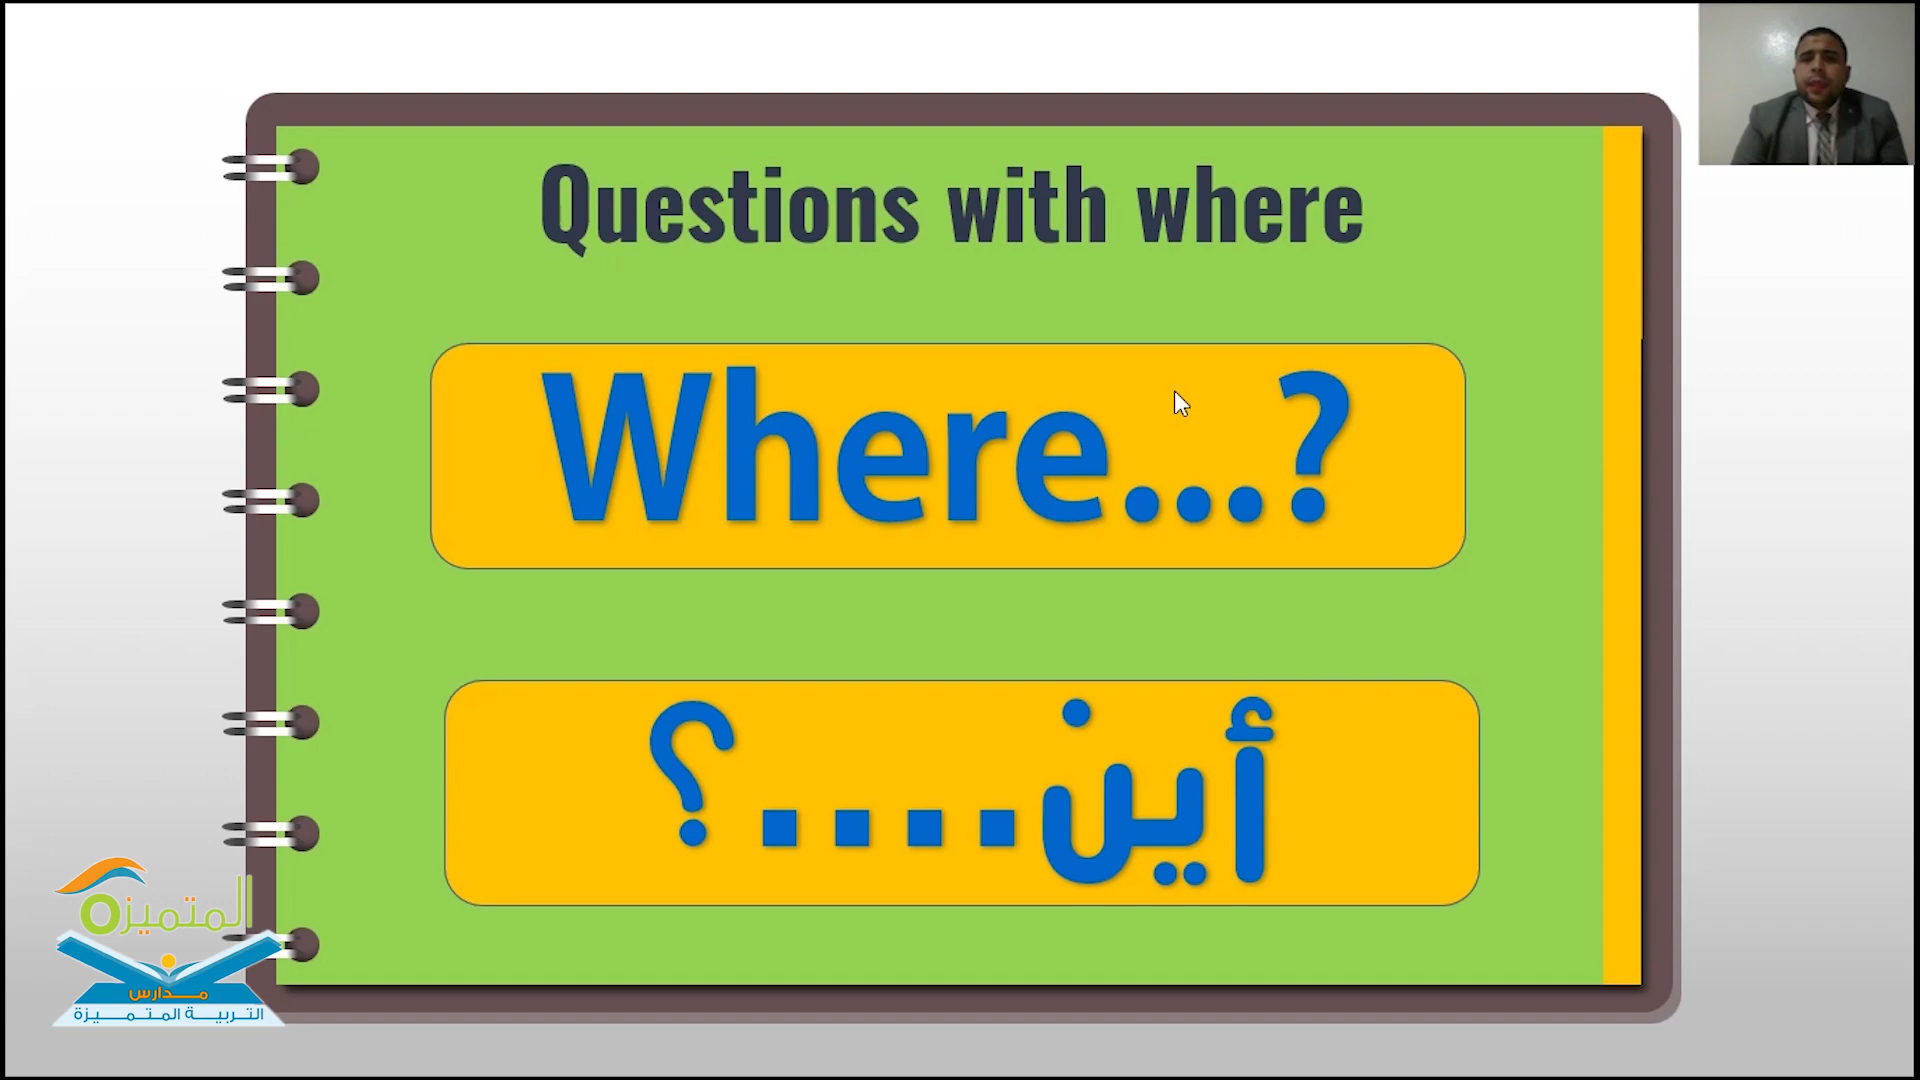 Questions with where
Where...?
أين....؟
المتميزة
مدارس
التربية المتميزة